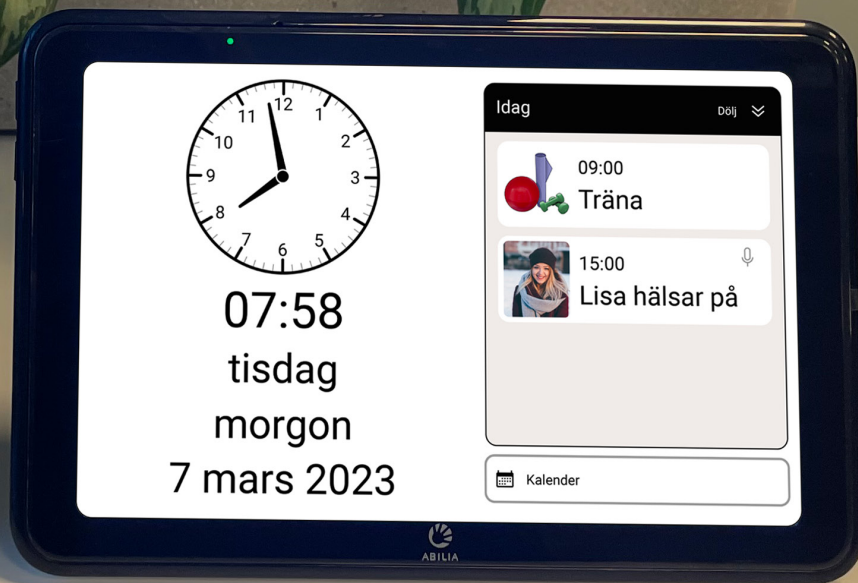 12
1
2
3
4
5
6
7
8
9
10
11
07:58
tisdag
morgon
7 mars 2023
Idag
Dölj
09:00
Träna
15:00
Lisa hälsar på
Kalender
ABILIA